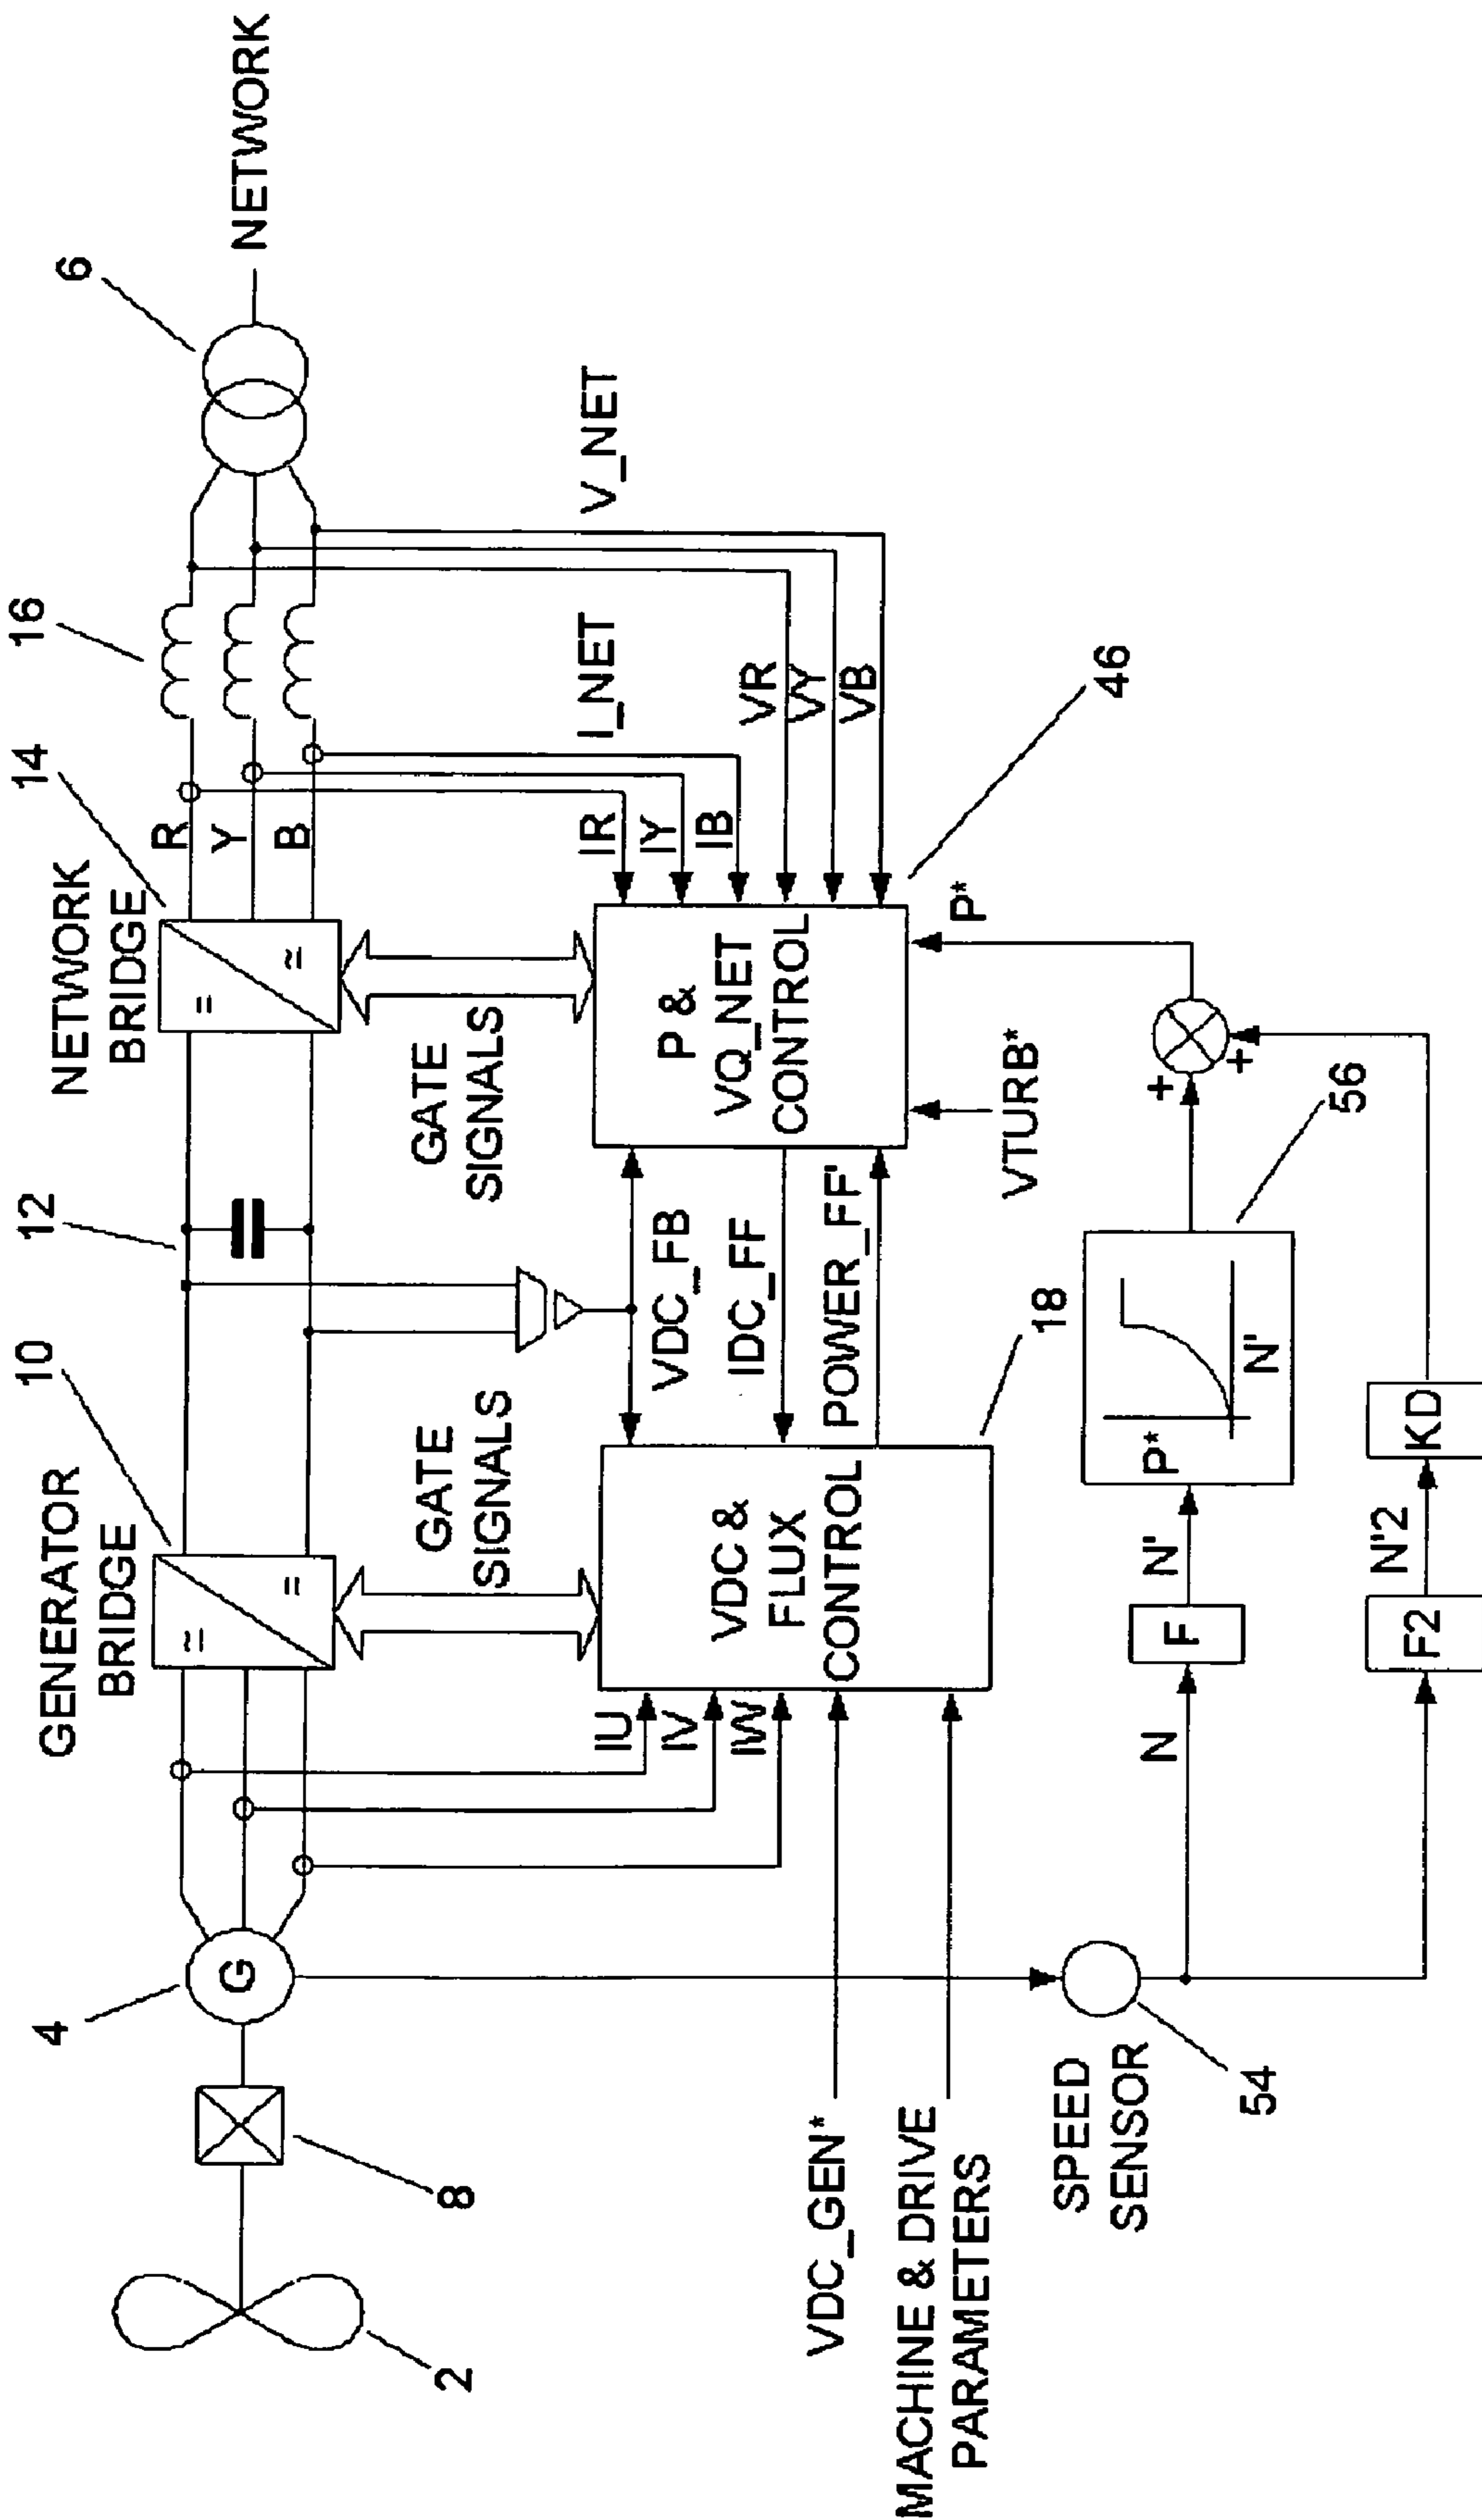 4
GENERATOR
BRIDGE
10
12
NETWORK
BRIDGE
14
16
6
NETWORK
G
≈
=
=
≈
R
Y
B
2
8
GATE
SIGNALS
GATE
SIGNALS
I_NET
V_NET
IU
IV
IW
VDC &
FLUX
CONTROL
VDC_FB
IDC_FF
POWER_FF'
P &
VQ_NET
CONTROL
IR
IY
IB
VR
VY
VB
VDC_GEN*
MACHINE & DRIVE
PARAMETERS
18
VTURB*
P*
46
SPEED
SENSOR
54
N
F
N'
P*
N'
56
+
+
F2
N'2
KD